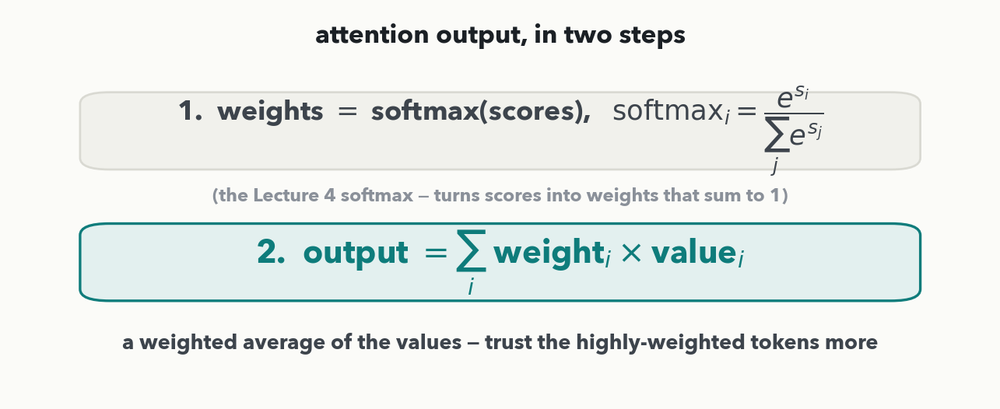 attention output, in two steps
1. weights = softmax(scores), softmax_i = e^{s_i} / ∑_j e^{s_j}
(the Lecture 4 softmax – turns scores into weights that sum to 1)
2. output = ∑_i weight_i × value_i
a weighted average of the values – trust the highly-weighted tokens more